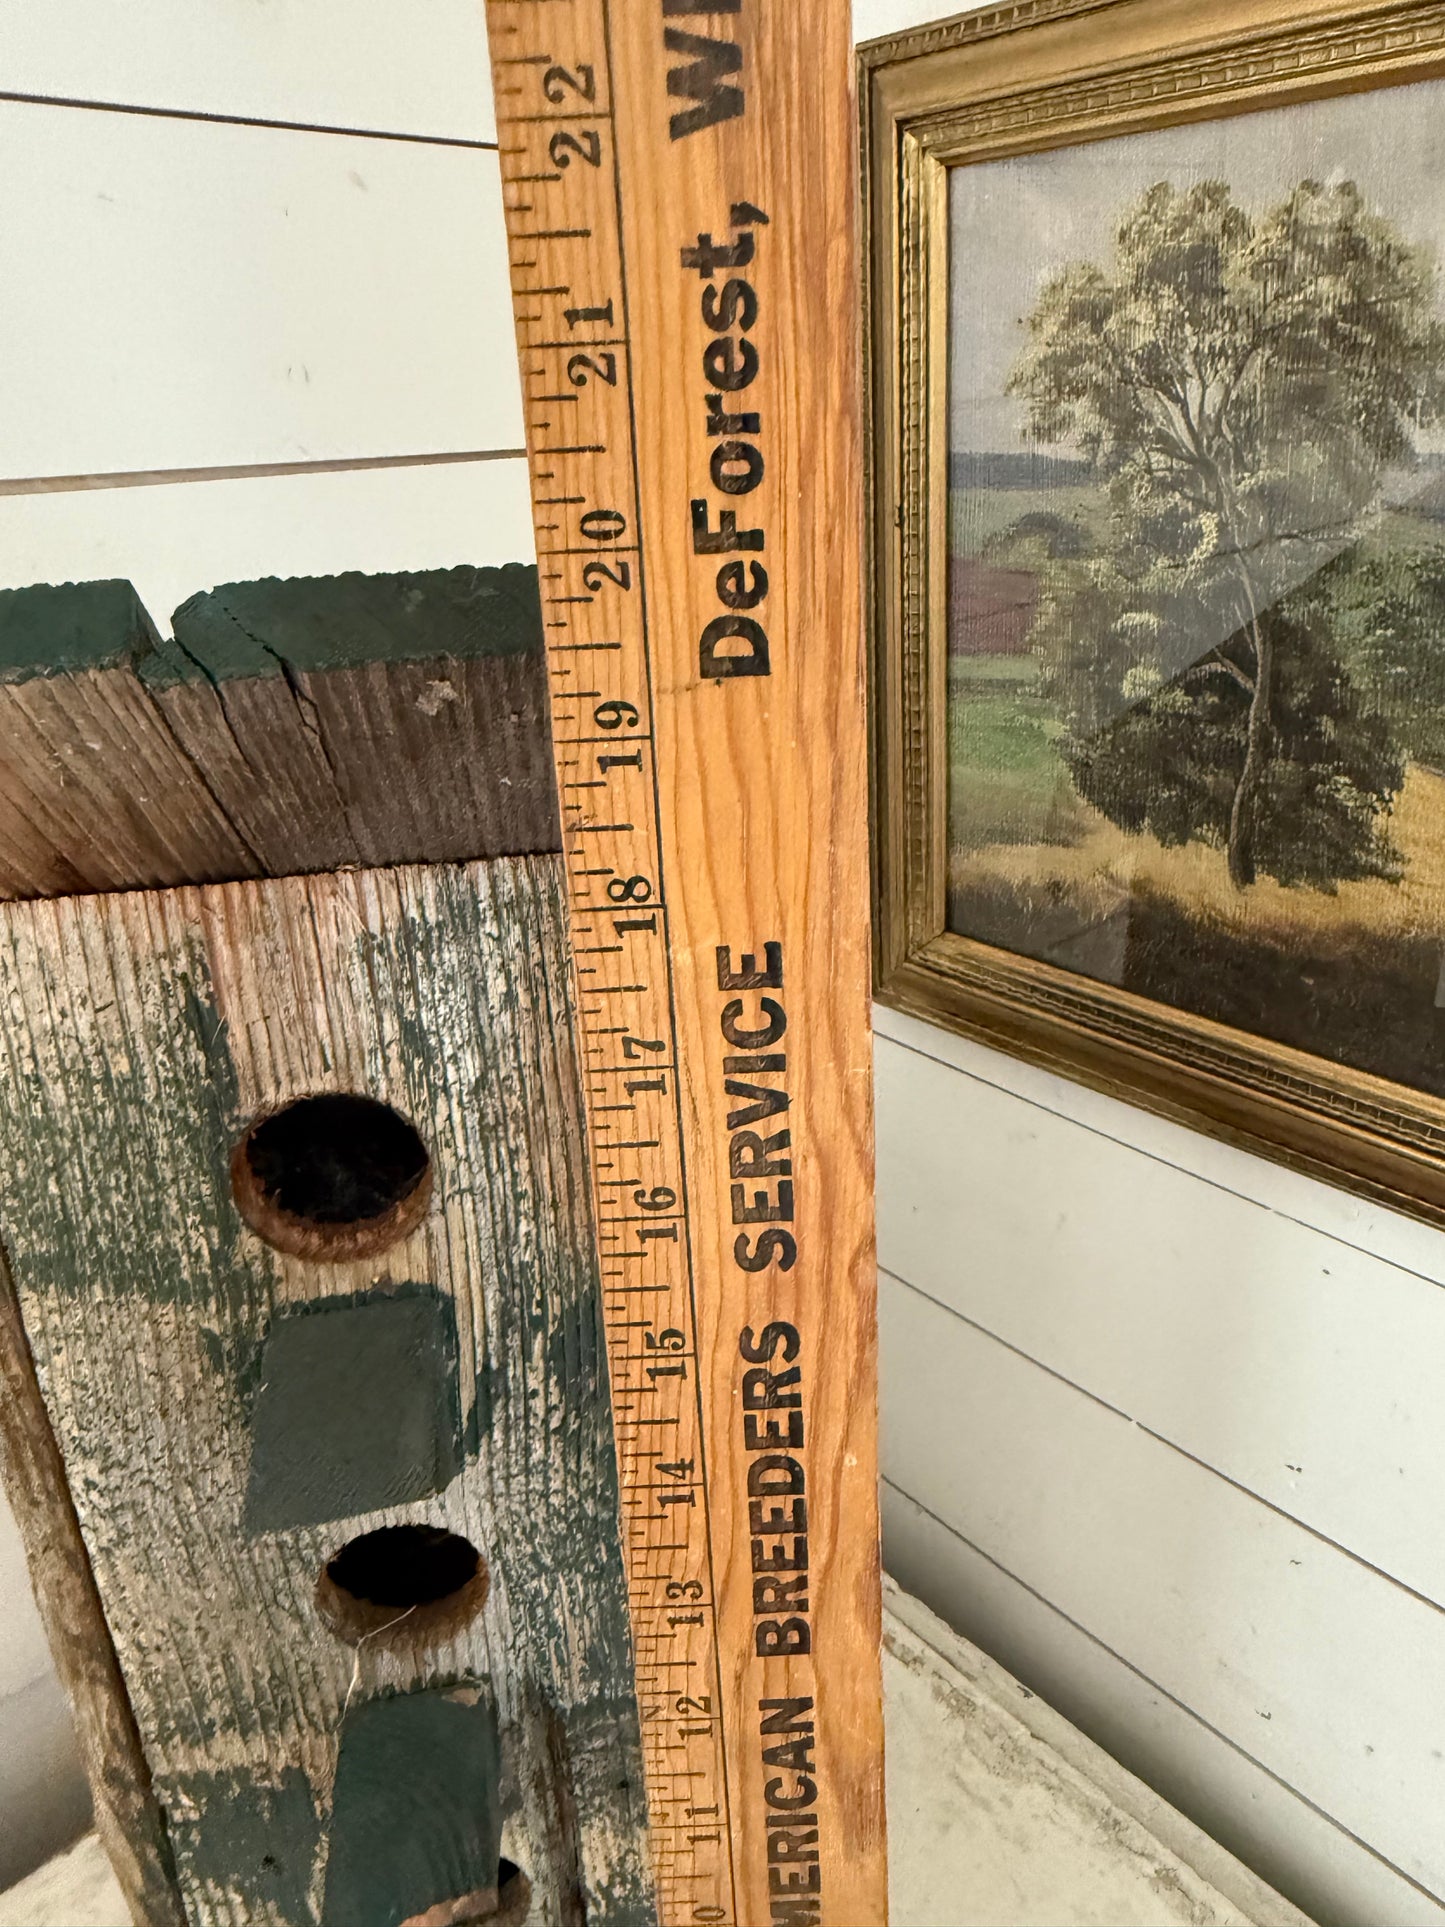 AMERICAN BREEDERS SERVICE DeForest,
11 12 13 14 15 16 17 18 19 20 21 22